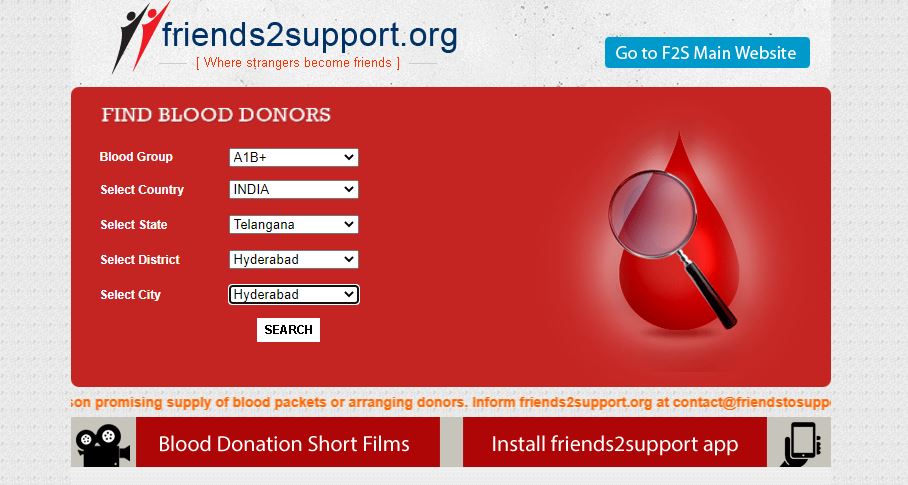 friends2support.org
[ Where strangers become friends ]
Go to F2S Main Website
FIND BLOOD DONORS
Blood Group A1B+
Select Country INDIA
Select State Telangana
Select District Hyderabad
Select City Hyderabad
SEARCH
son promising supply of blood packets or arranging donors. Inform friends2support.org at contact@friendstosuppo
Blood Donation Short Films
Install friends2support app